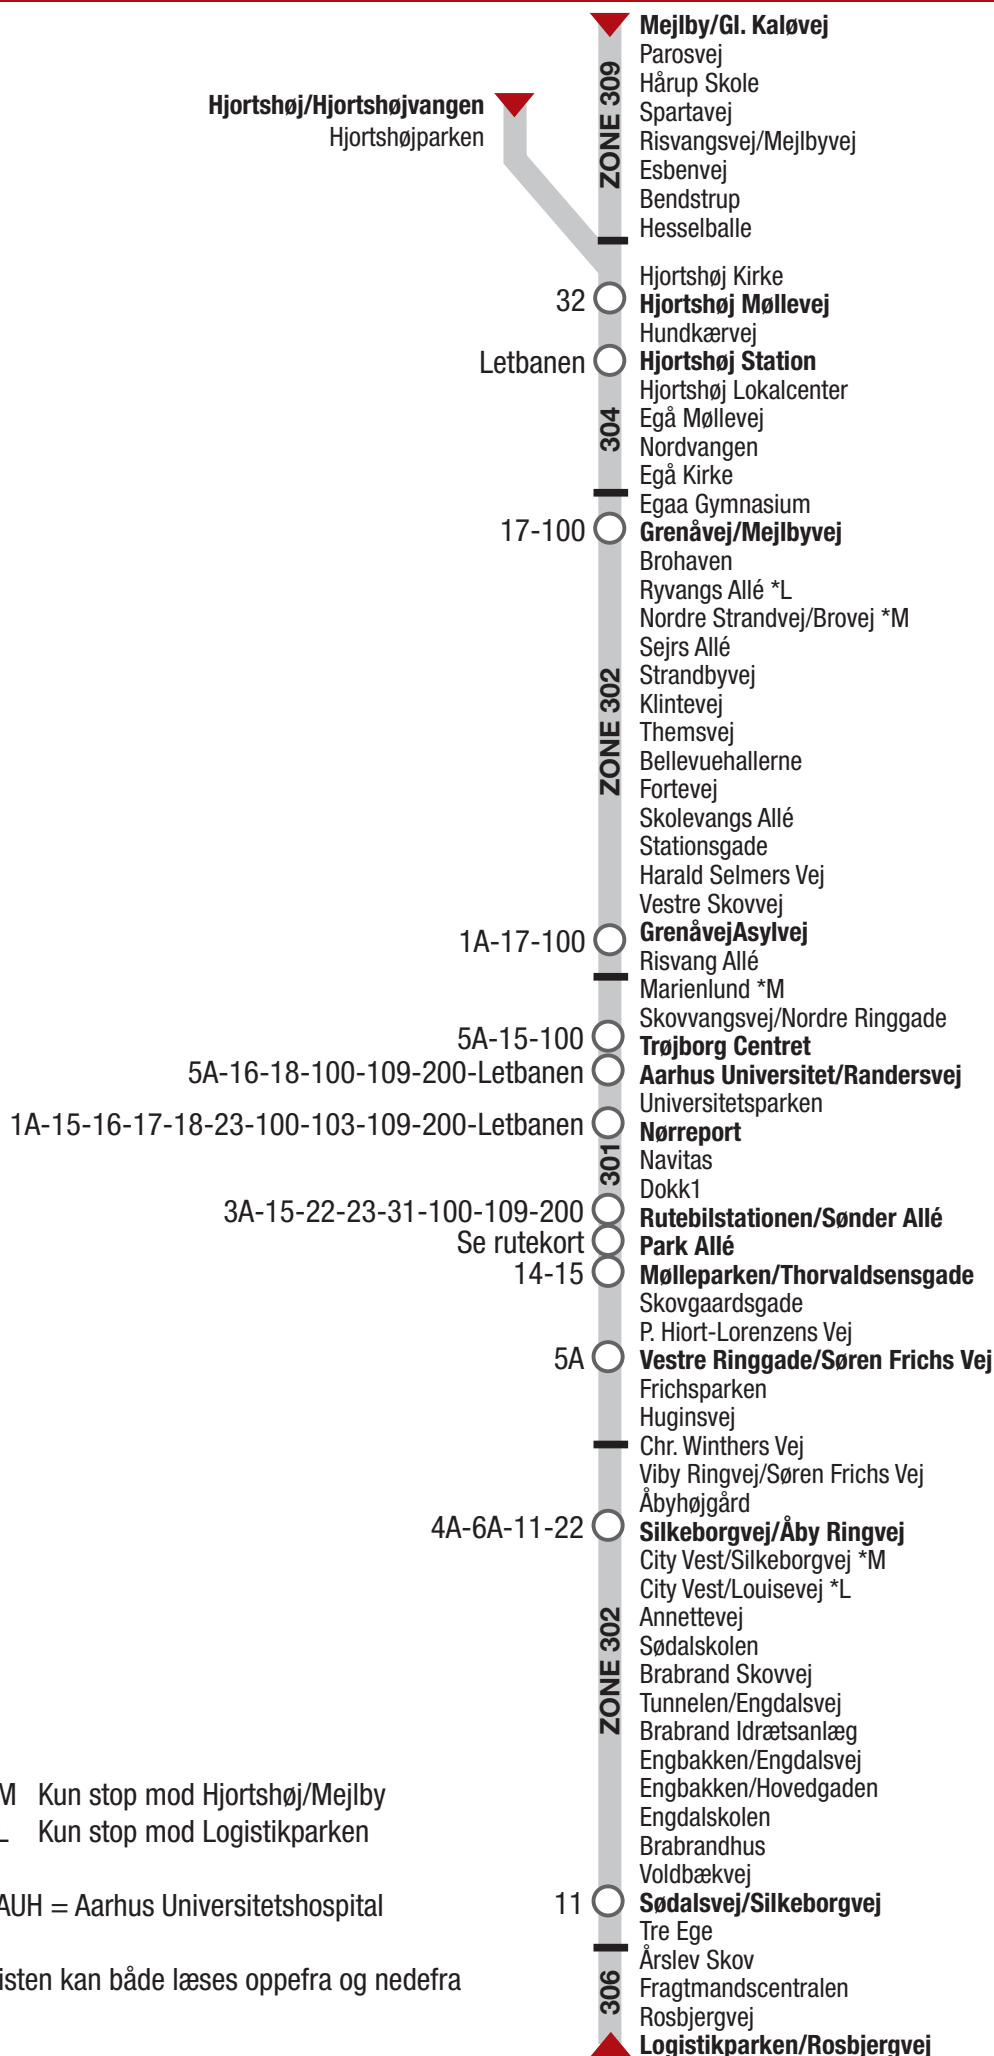 Mejlby/Gl. Kaløvej
Parosvej
Hårup Skole
Spartavej
Risvangsvej/Mejlbyvej
Esbenvej
Bendstrup
Hesselballe
ZONE 309
Hjortshøj/Hjortshøjvangen
Hjortshøjparken
Hjortshøj Kirke
32 Hjortshøj Møllevej
Hundkærvej
Letbanen Hjortshøj Station
Hjortshøj Lokalcenter
304
Egå Møllevej
Nordvangen
Egå Kirke
Egaa Gymnasium
17-100 Grenåvej/Mejlbyvej
Brohaven
Ryvangs Allé *L
Nordre Strandvej/Brovej *M
Sejrs Allé
Strandbyvej
Klintevej
ZONE 302
Themsvej
Bellevuehallerne
Fortevej
Skolevangs Allé
Stationsgade
Harald Selmers Vej
Vestre Skovvej
1A-17-100 GrenåvejAsylvej
Risvang Allé
Marienlund *M
Skovvangsvej/Nordre Ringgade
5A-15-100 Trøjborg Centret
5A-16-18-100-109-200-Letbanen Aarhus Universitet/Randersvej
Universitetsparken
1A-15-16-17-18-23-100-103-109-200-Letbanen Nørreport
301
Navitas
Dokk1
3A-15-22-23-31-100-109-200 Rutebilstationen/Sønder Allé
Se rutekort Park Allé
14-15 Mølleparken/Thorvaldsensgade
Skovgaardsgade
P. Hiort-Lorenzens Vej
5A Vestre Ringgade/Søren Frichs Vej
Frichsparken
Huginsvej
Chr. Winthers Vej
Viby Ringvej/Søren Frichs Vej
Åbyhøjgård
4A-6A-11-22 Silkeborgvej/Åby Ringvej
City Vest/Silkeborgvej *M
City Vest/Louisevej *L
Annettevej
Sødalskolen
ZONE 302
Brabrand Skovvej
Tunnelen/Engdalsvej
Brabrand Idrætsanlæg
Engbakken/Engdalsvej
Engbakken/Hovedgaden
Engdalskolen
Brabrandhus
Voldbækvej
11 Sødalsvej/Silkeborgvej
Tre Ege
Årslev Skov
306
Fragtmandscentralen
Rosbjergvej
Logistikparken/Rosbjergvej
M Kun stop mod Hjortshøj/Mejlby
L Kun stop mod Logistikparken
AUH = Aarhus Universitetshospital
isten kan både læses oppefra og nedefra